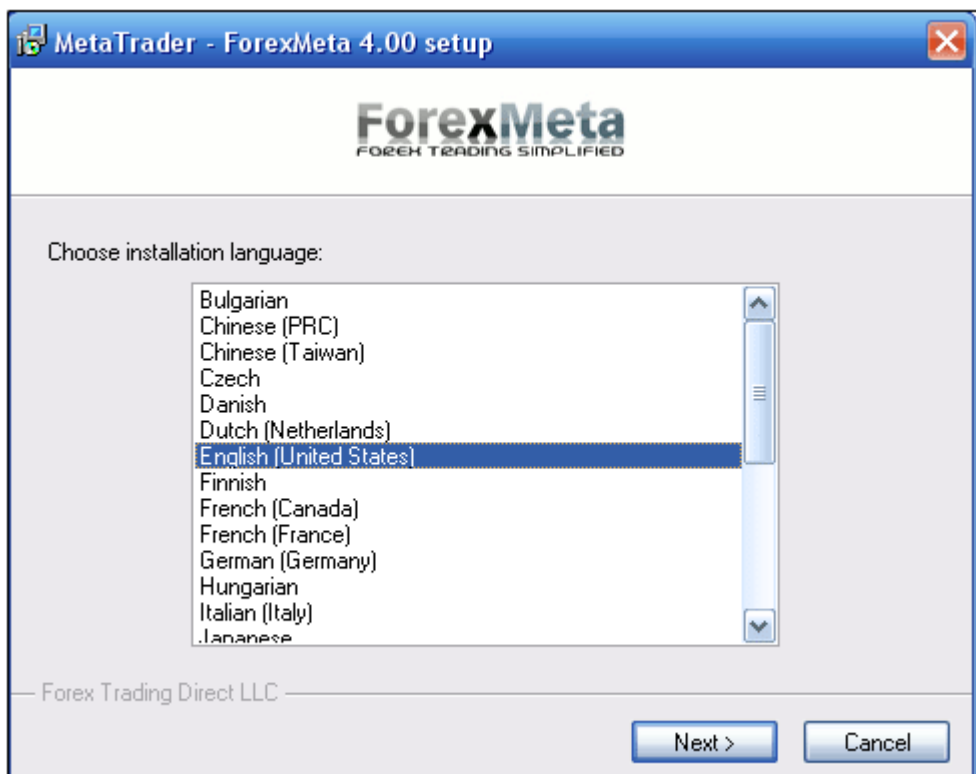 MetaTrader - ForexMeta 4.00 setup
ForexMeta
FOREX TRADING SIMPLIFIED
Choose installation language:
Bulgarian
Chinese (PRC)
Chinese (Taiwan)
Czech
Danish
Dutch (Netherlands)
English (United States)
Finnish
French (Canada)
French (France)
German (Germany)
Hungarian
Italian (Italy)
Japanese
Forex Trading Direct LLC
Next >
Cancel